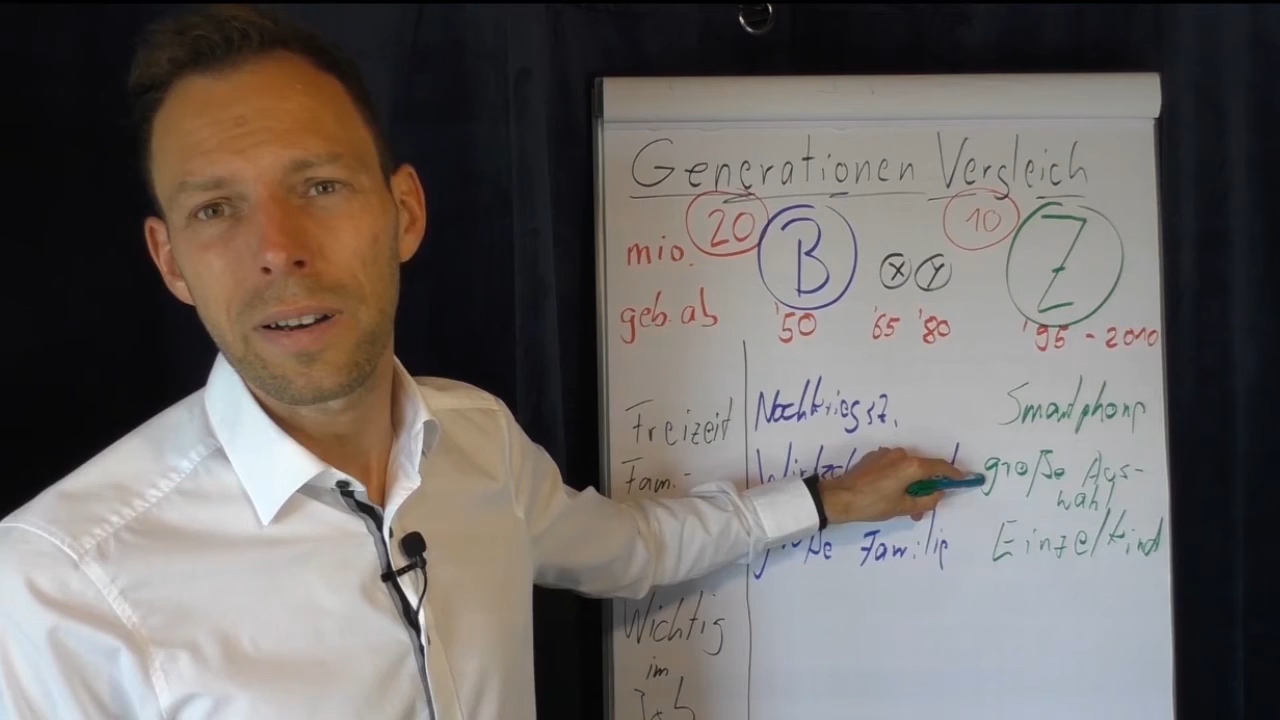 Generationen Vergleich
mio. 20 B X Y 10 Z
geb. ab '50 '65 '80 '95 - 2010
Freizeit Nachkriegsz. Smartphone
Fam.- große Aus-
wahl
große Familie Einzelkind
Wichtig
im
Job